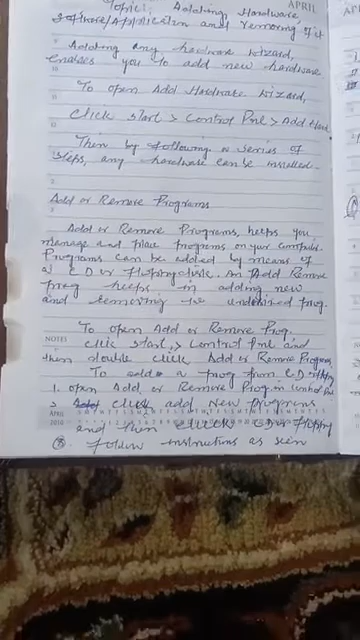 APRIL
Topic: Adding Hardware,
Software/Application and removing of it
Adding any hardware Wizard,
enables you to add new hardware
To open Add Hardware Wizard,
Click start > Control Pnl > Add Hard
Then by following a series of
steps, any hardware can be installed.
Add or Remove Programs
Add or Remove Programs, helps you
manage and place programs on your computer.
Programs can be added by means of
a CD or floppy disk. An Add Remove
prog helps in adding new
and removing the undesired prog.
To open Add or Remove Prog.
NOTES
click start > Control Pnl and
then double click Add or Remove Programs
To add a prog from CD or floppy
1. open Add or Remove Prog in Control Pnl
click add New Programs
APRIL
2010
and then click CD or Floppy
③ Follow instructions as seen